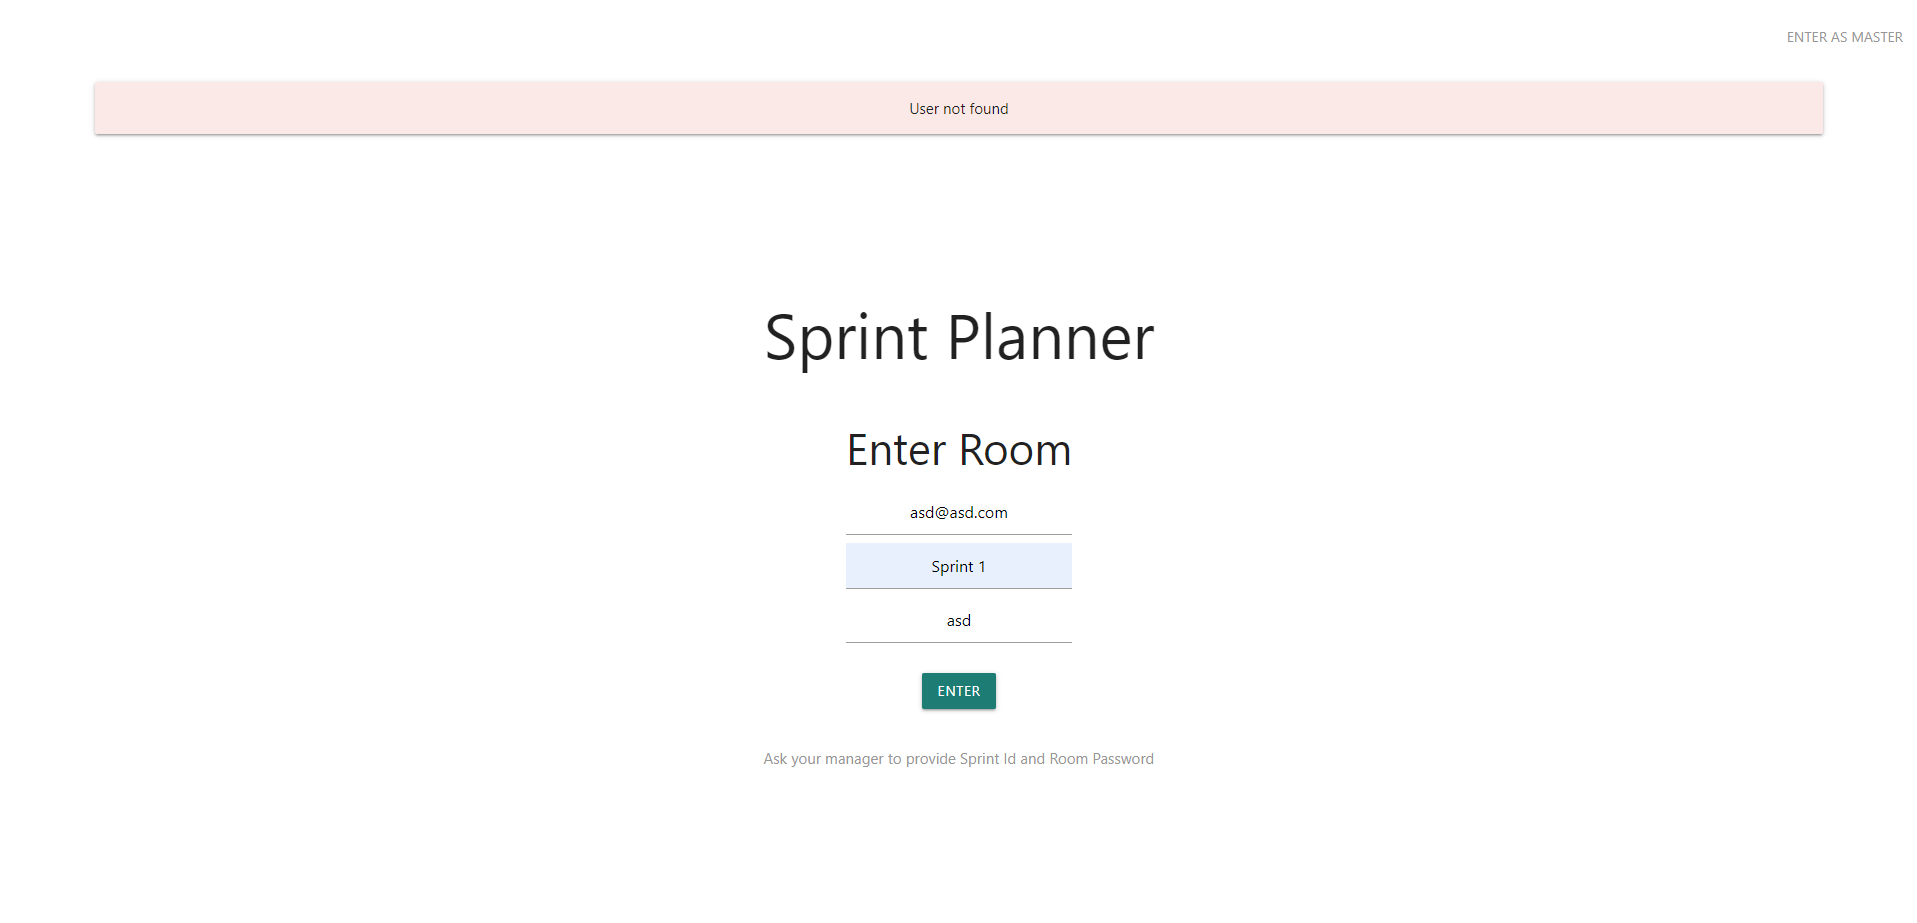 ENTER AS MASTER
User not found
Sprint Planner
Enter Room
asd@asd.com
Sprint 1
asd
ENTER
Ask your manager to provide Sprint Id and Room Password